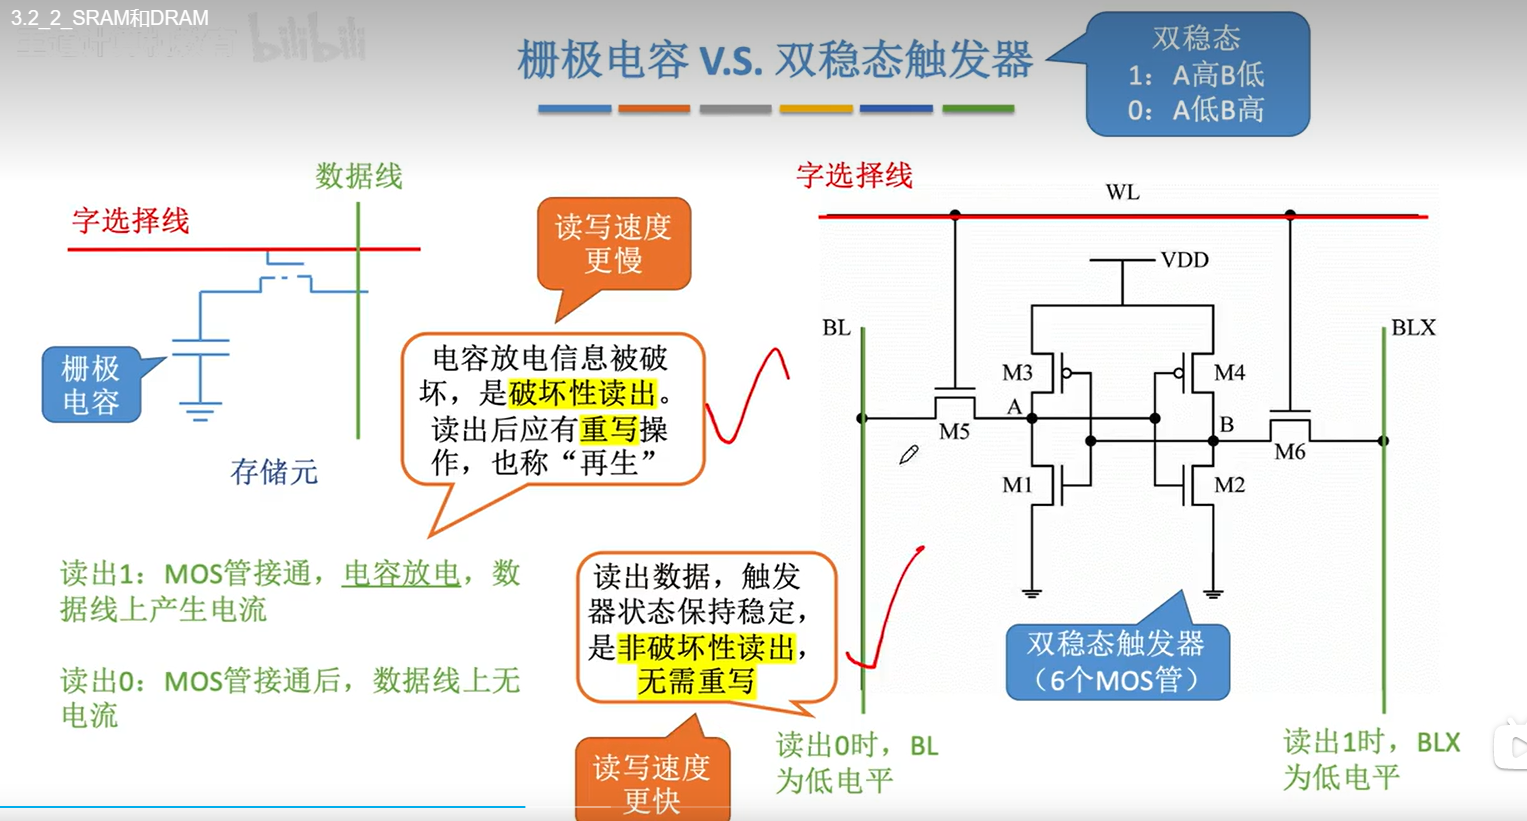 3.2_2_SRAM和DRAM
bilibili
栅极电容 V.S. 双稳态触发器
双稳态
1：A高B低
0：A低B高
数据线
字选择线
栅极
电容
存储元
读写速度
更慢
电容放电信息被破
坏，是破坏性读出。
读出后应有重写操
作，也称“再生”
读出1：MOS管接通，电容放电，数
据线上产生电流
读出0：MOS管接通后，数据线上无
电流
读出数据，触发
器状态保持稳定，
是非破坏性读出，
无需重写
读写速度
更快
字选择线
WL
VDD
BL
BLX
M3
M4
A
B
M5
M6
M1
M2
双稳态触发器
（6个MOS管）
读出0时，BL
为低电平
读出1时，BLX
为低电平